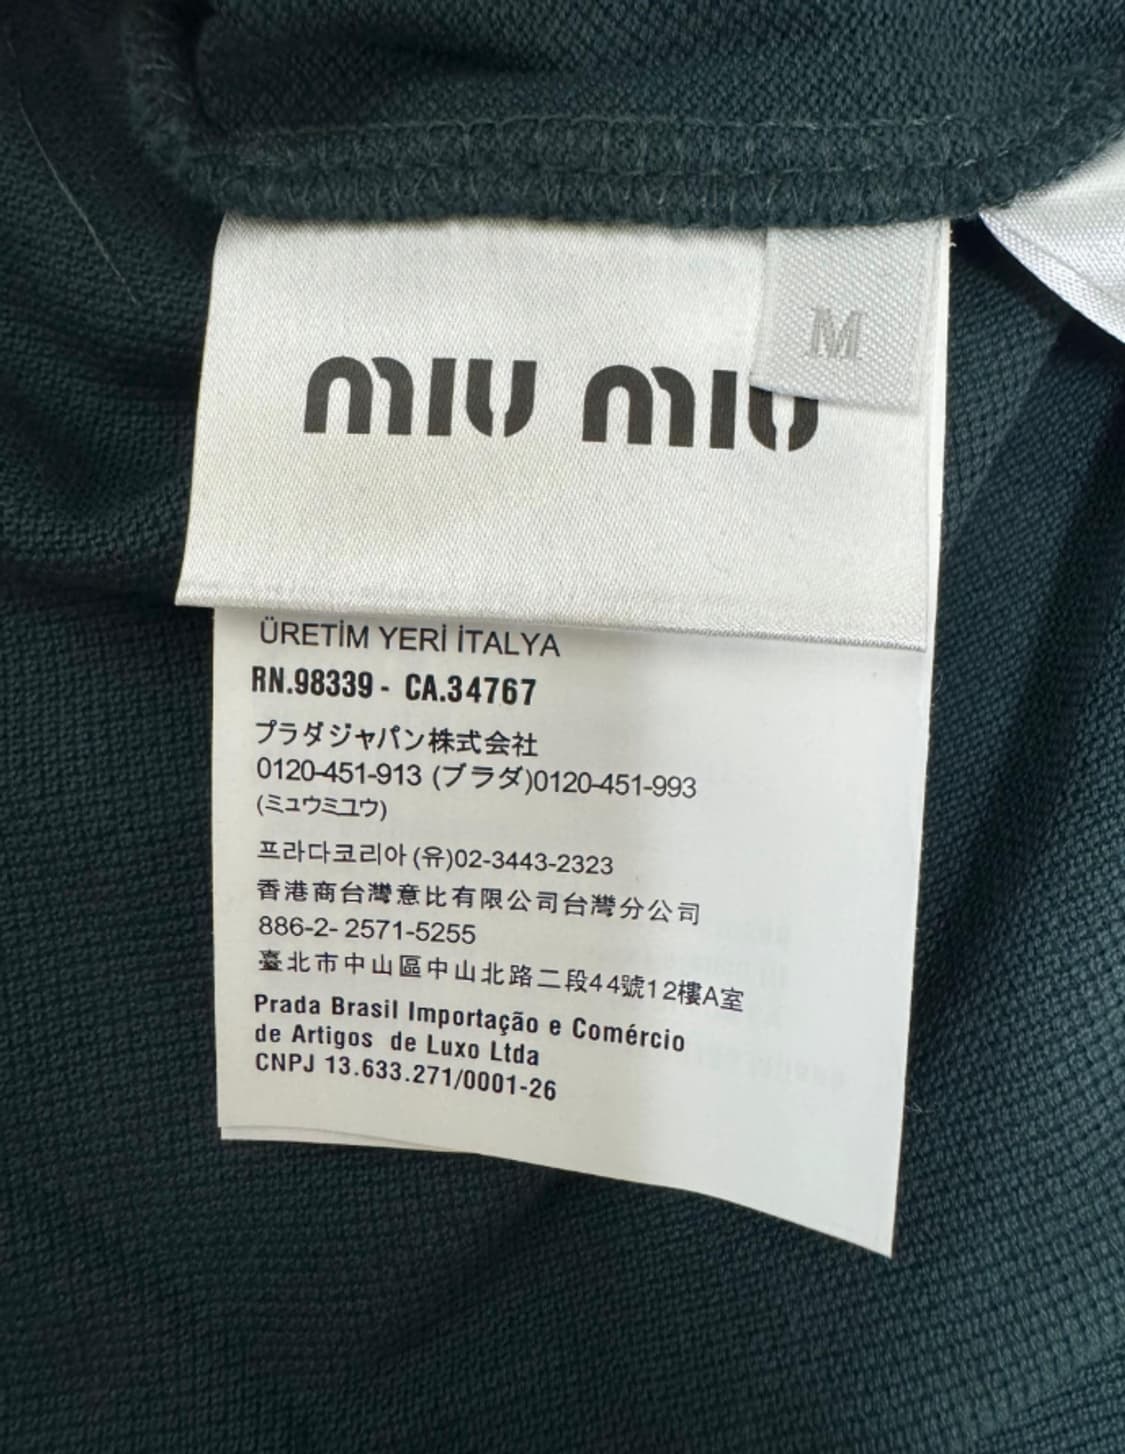 M
miu miu
ÜRETİM YERİ İTALYA
RN.98339 - CA.34767
プラダジャパン株式会社
0120-451-913 (プラダ)0120-451-993
(ミュウミュウ)
프라다코리아(유)02-3443-2323
香港商台灣意比有限公司台灣分公司
886-2- 2571-5255
臺北市中山區中山北路二段44號12樓A室
Prada Brasil Importação e Comércio
de Artigos de Luxo Ltda
CNPJ 13.633.271/0001-26